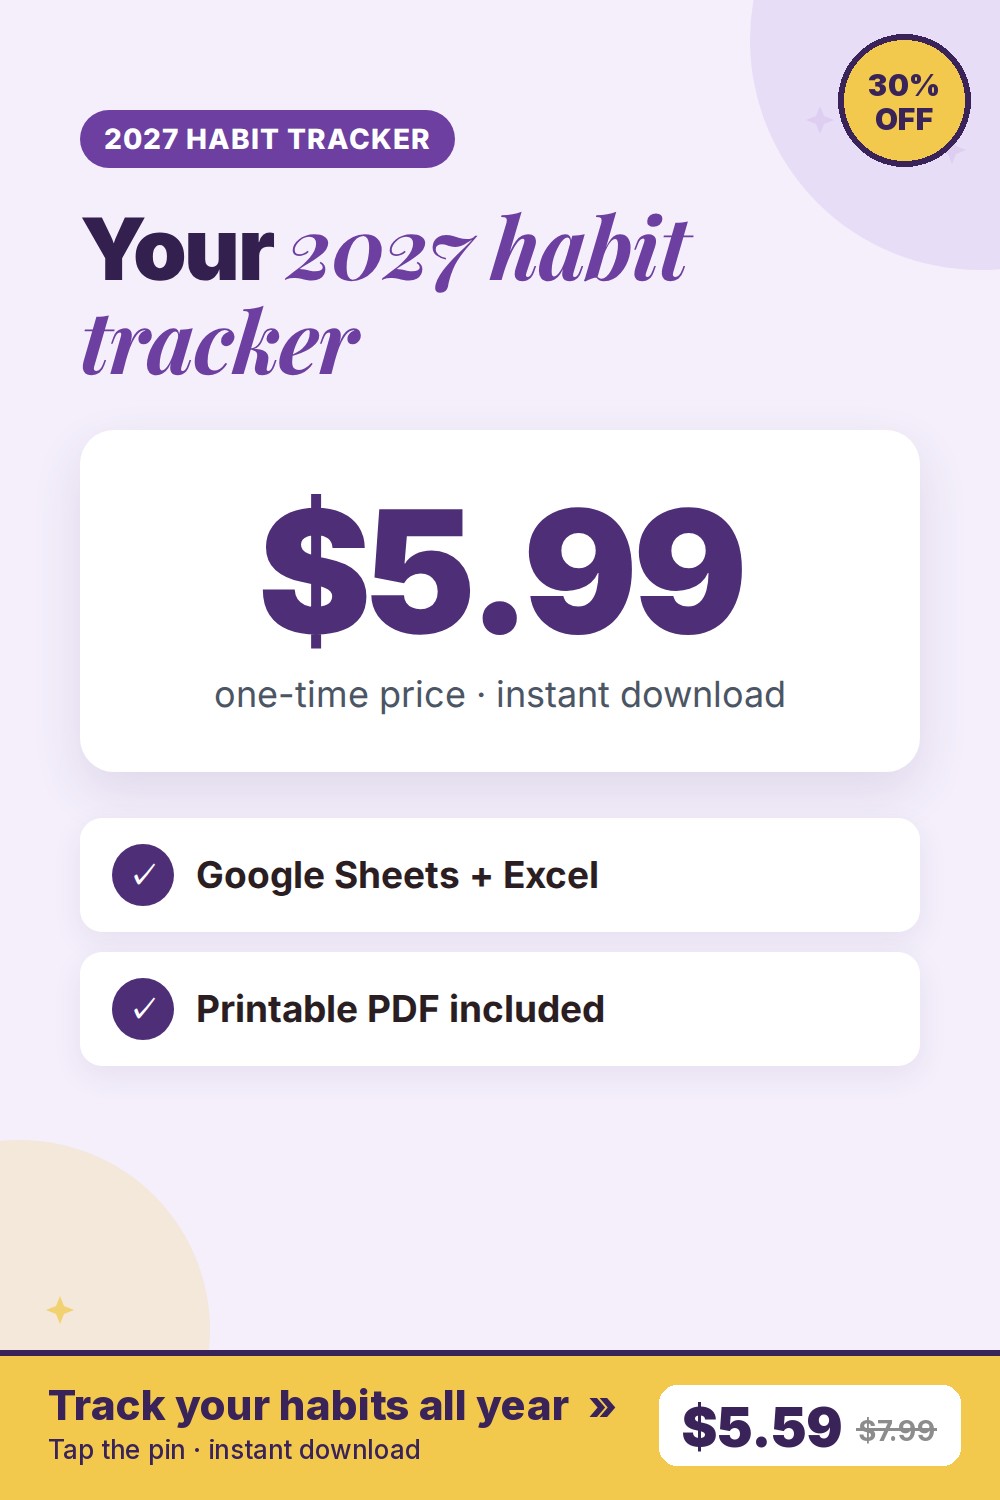 30%
OFF
2027 HABIT TRACKER
Your 2027 habit
tracker
$5.99
one-time price · instant download
✓ Google Sheets + Excel
✓ Printable PDF included
Track your habits all year »
Tap the pin · instant download
$5.59 $7.99